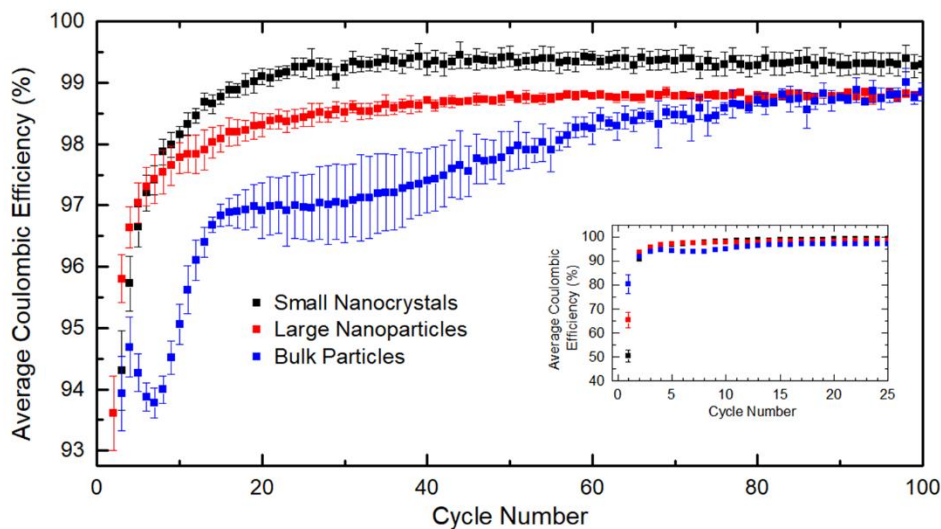 100
99
98
97
96
95
94
93
Average Coulombic Efficiency (%)
Small Nanocrystals
Large Nanoparticles
Bulk Particles
0 20 40 60 80 100
Cycle Number
100
90
80
70
60
50
40
Average Coulombic
Efficiency (%)
0 5 10 15 20 25
Cycle Number